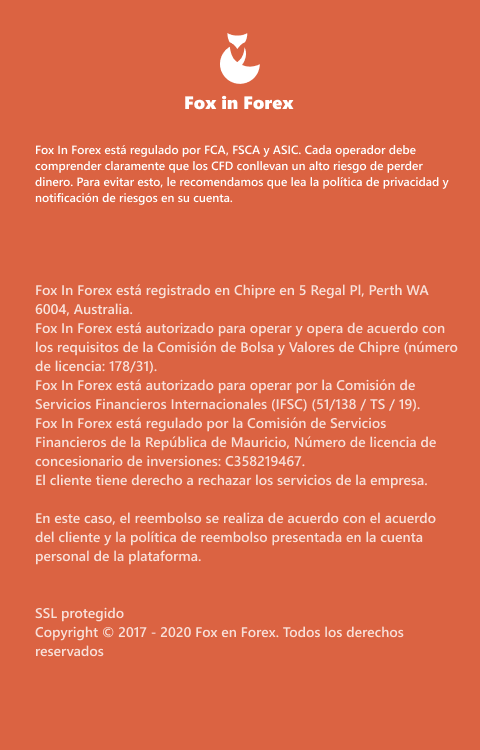 Fox in Forex
Fox In Forex está regulado por FCA, FSCA y ASIC. Cada operador debe
comprender claramente que los CFD conllevan un alto riesgo de perder
dinero. Para evitar esto, le recomendamos que lea la política de privacidad y
notificación de riesgos en su cuenta.
Fox In Forex está registrado en Chipre en 5 Regal Pl, Perth WA
6004, Australia.
Fox In Forex está autorizado para operar y opera de acuerdo con
los requisitos de la Comisión de Bolsa y Valores de Chipre (número
de licencia: 178/31).
Fox In Forex está autorizado para operar por la Comisión de
Servicios Financieros Internacionales (IFSC) (51/138 / TS / 19).
Fox In Forex está regulado por la Comisión de Servicios
Financieros de la República de Mauricio, Número de licencia de
concesionario de inversiones: C358219467.
El cliente tiene derecho a rechazar los servicios de la empresa.
En este caso, el reembolso se realiza de acuerdo con el acuerdo
del cliente y la política de reembolso presentada en la cuenta
personal de la plataforma.
SSL protegido
Copyright © 2017 - 2020 Fox en Forex. Todos los derechos
reservados